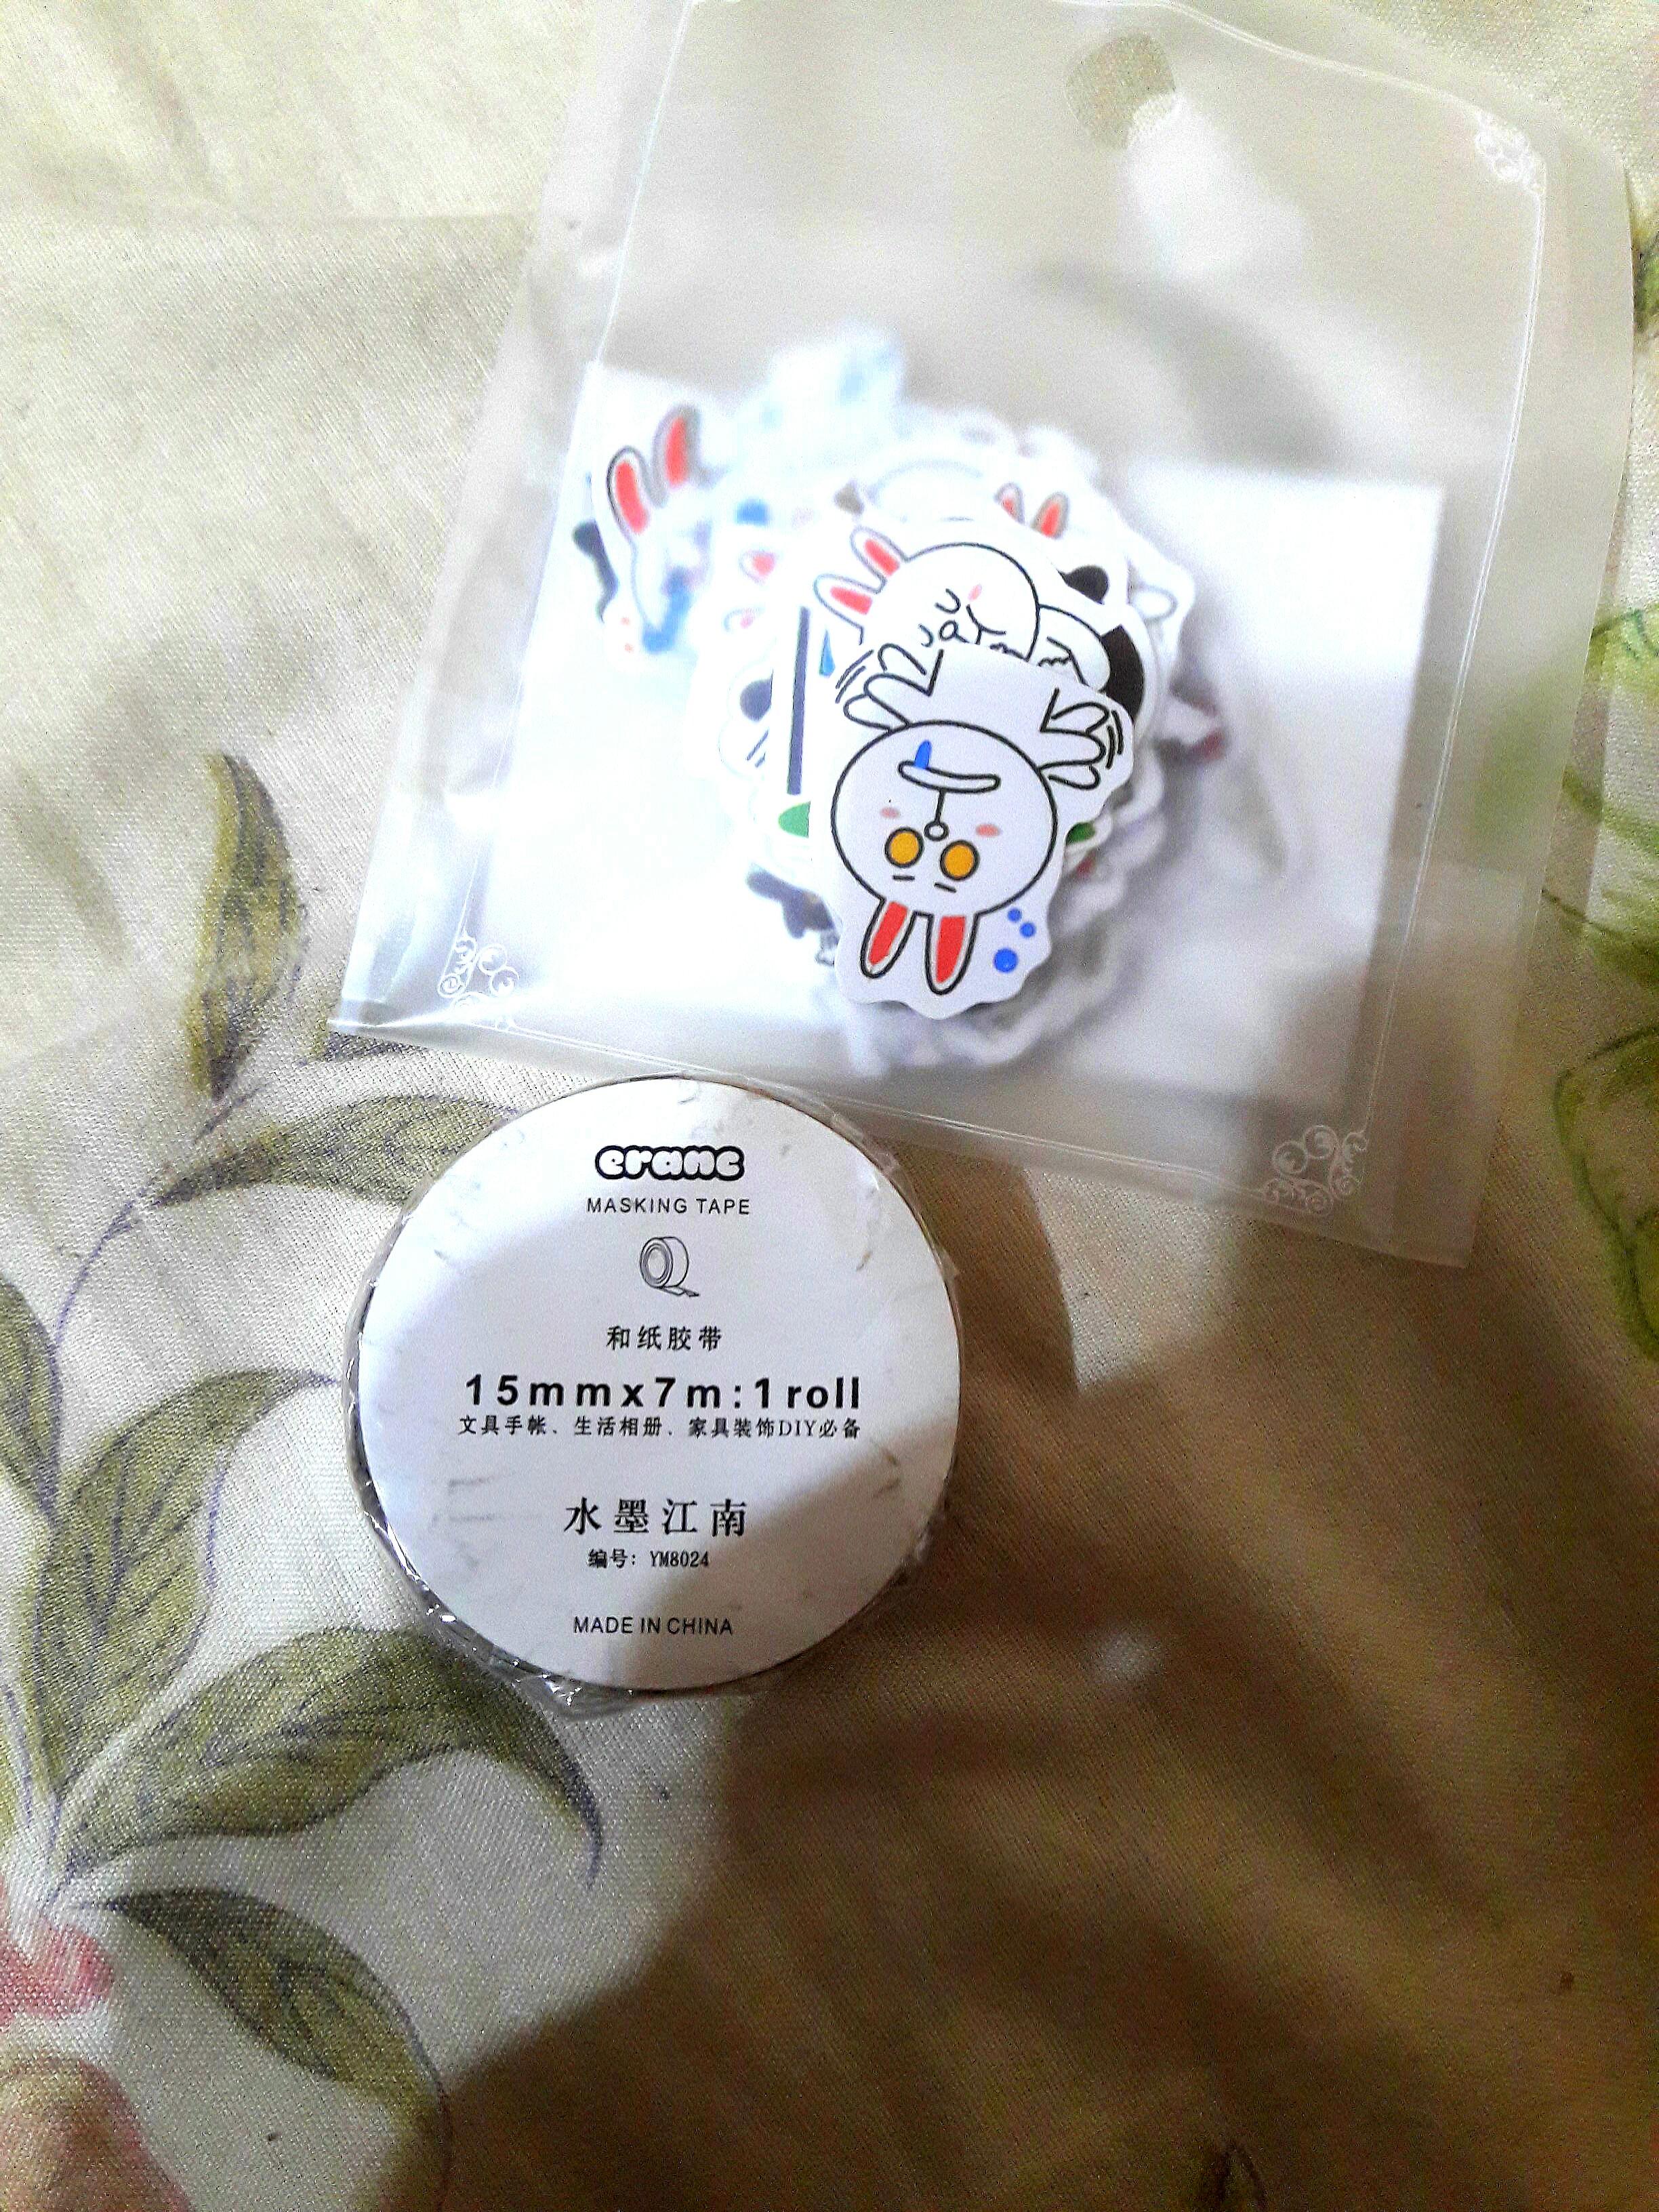 eranc
MASKING TAPE
和纸胶带
15mmx7m:1roll
文具手帐、生活相册、家具装饰DIY必备
水墨江南
编号: YM8024
MADE IN CHINA